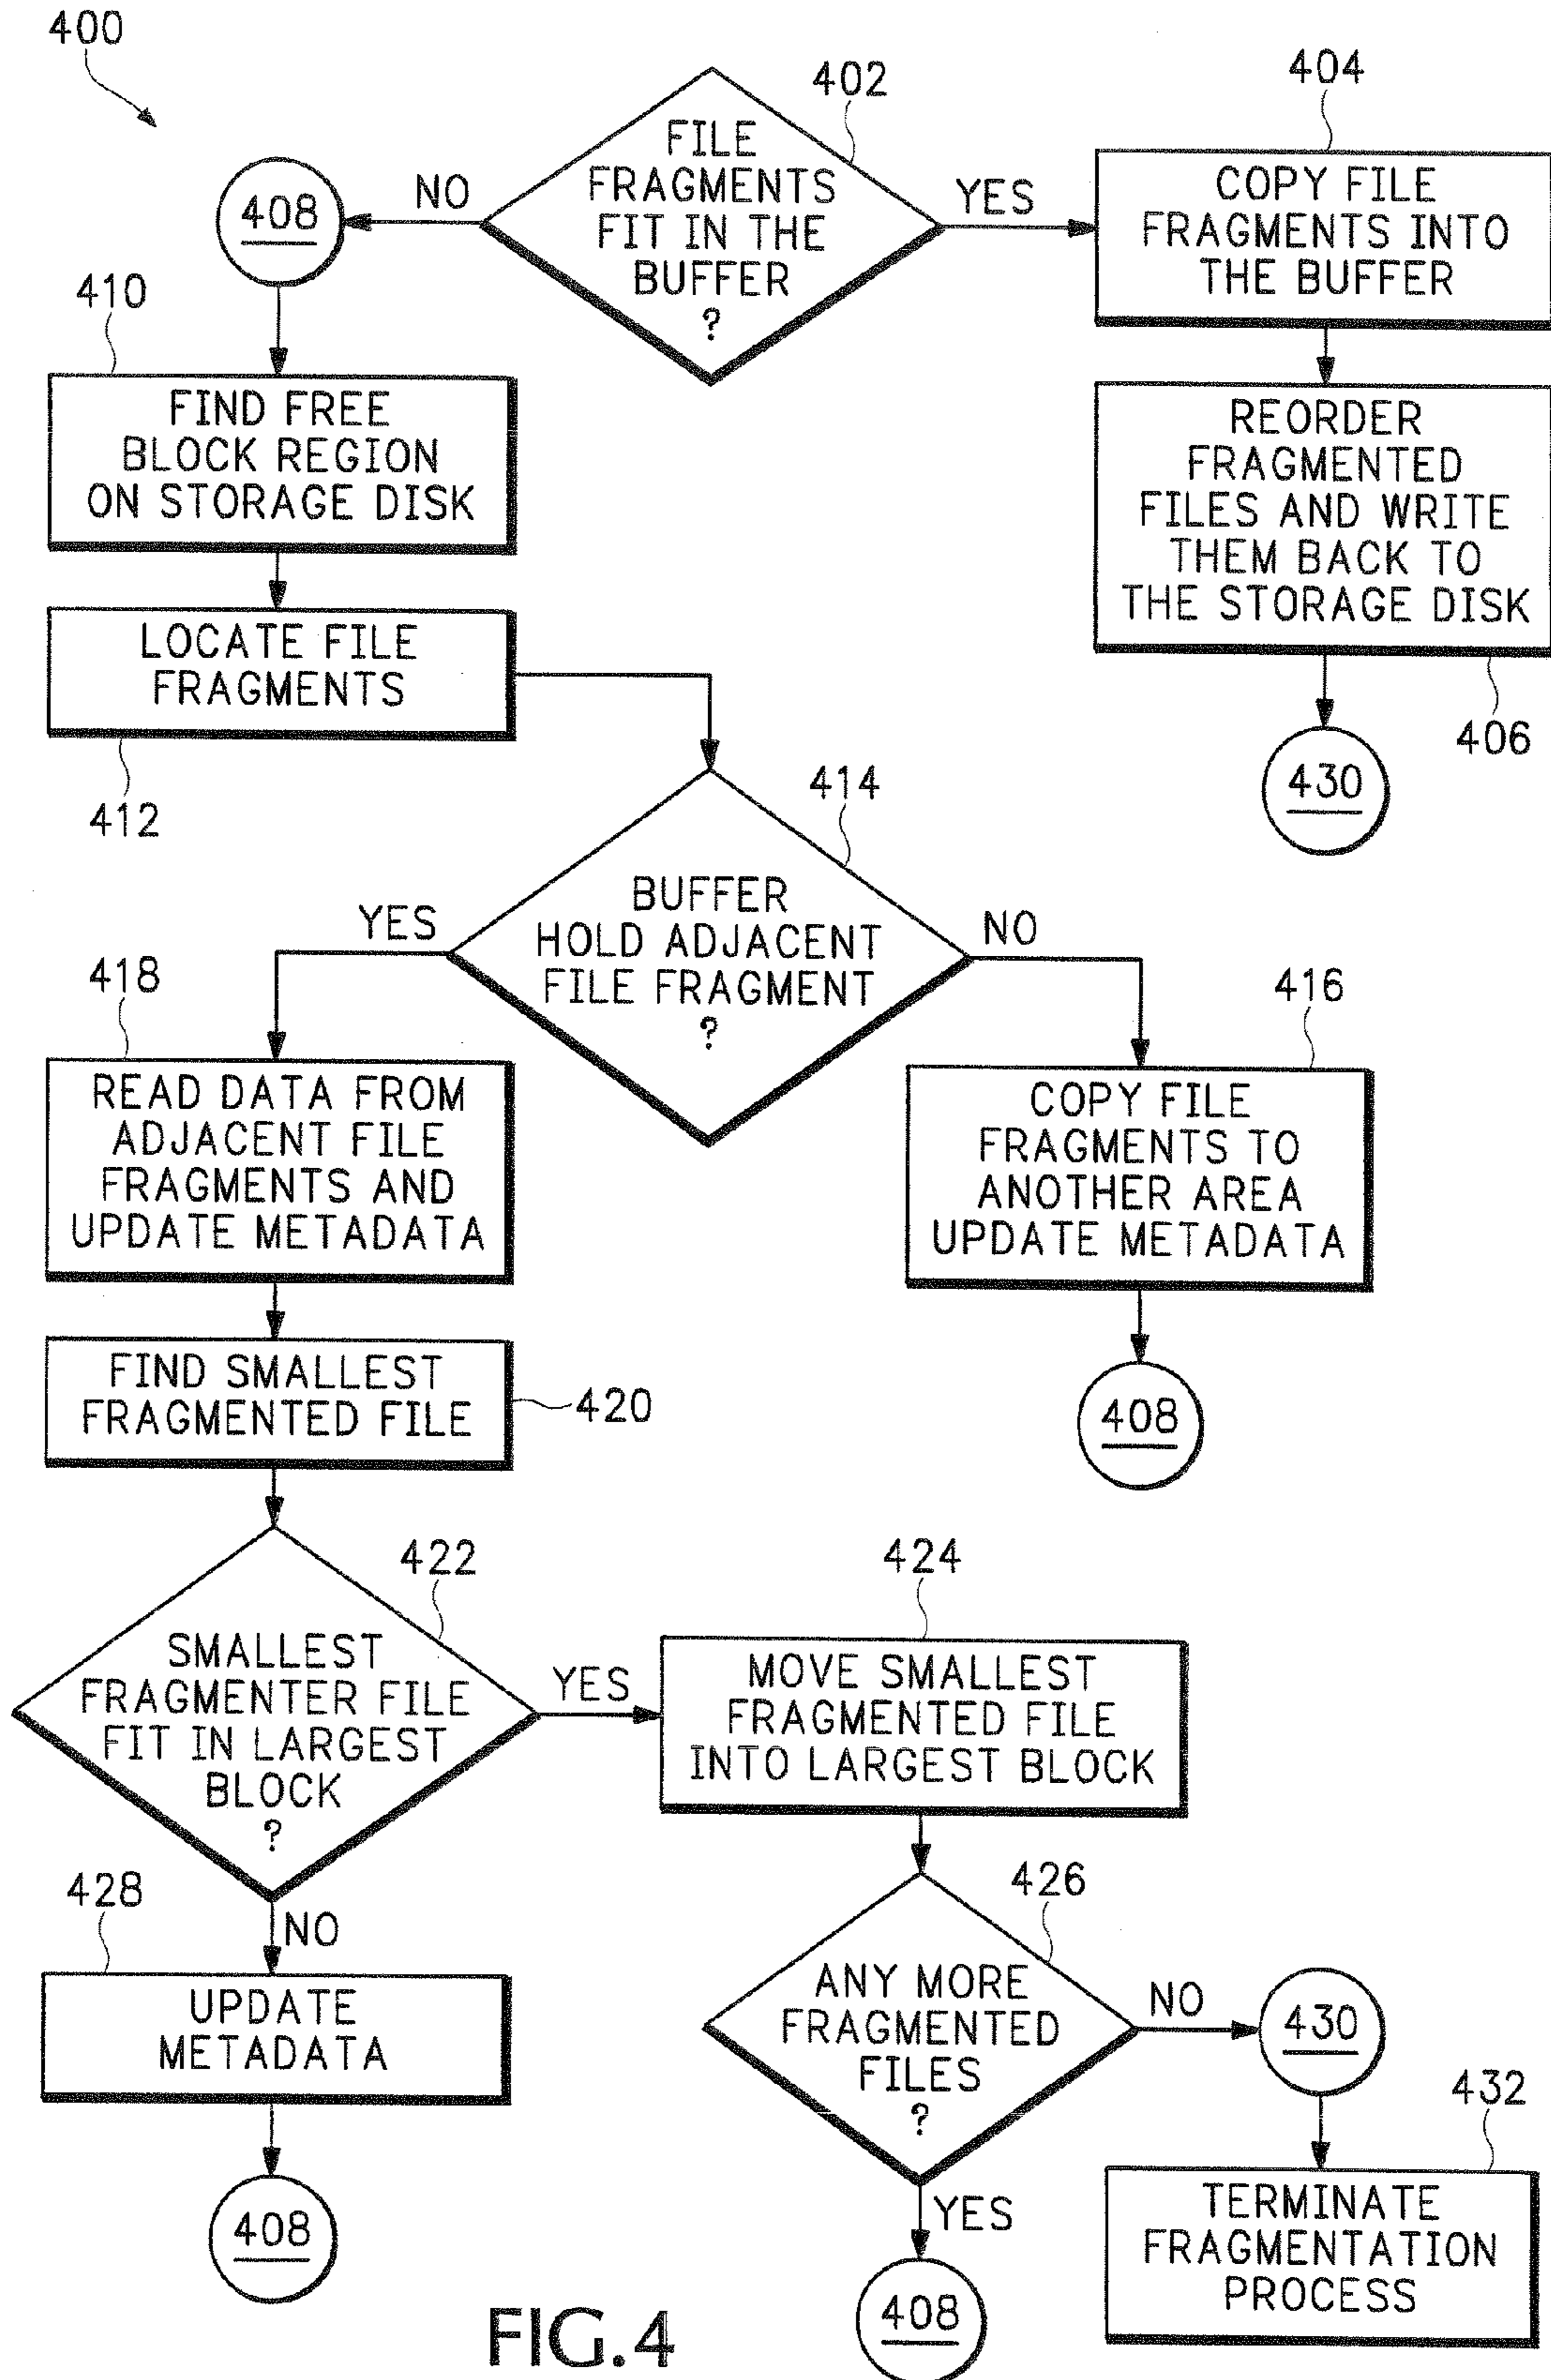 400
402
FILE
FRAGMENTS
FIT IN THE
BUFFER
?
NO
YES
408
404
COPY FILE
FRAGMENTS INTO
THE BUFFER
REORDER
FRAGMENTED
FILES AND WRITE
THEM BACK TO
THE STORAGE DISK
406
430
410
FIND FREE
BLOCK REGION
ON STORAGE DISK
LOCATE FILE
FRAGMENTS
412
414
BUFFER
HOLD ADJACENT
FILE FRAGMENT
?
YES
NO
418
READ DATA FROM
ADJACENT FILE
FRAGMENTS AND
UPDATE METADATA
416
COPY FILE
FRAGMENTS TO
ANOTHER AREA
UPDATE METADATA
408
FIND SMALLEST
FRAGMENTED FILE
420
422
SMALLEST
FRAGMENTER FILE
FIT IN LARGEST
BLOCK
?
YES
NO
424
MOVE SMALLEST
FRAGMENTED FILE
INTO LARGEST BLOCK
428
UPDATE
METADATA
408
426
ANY MORE
FRAGMENTED
FILES
?
NO
YES
430
432
TERMINATE
FRAGMENTATION
PROCESS
408
FIG.4